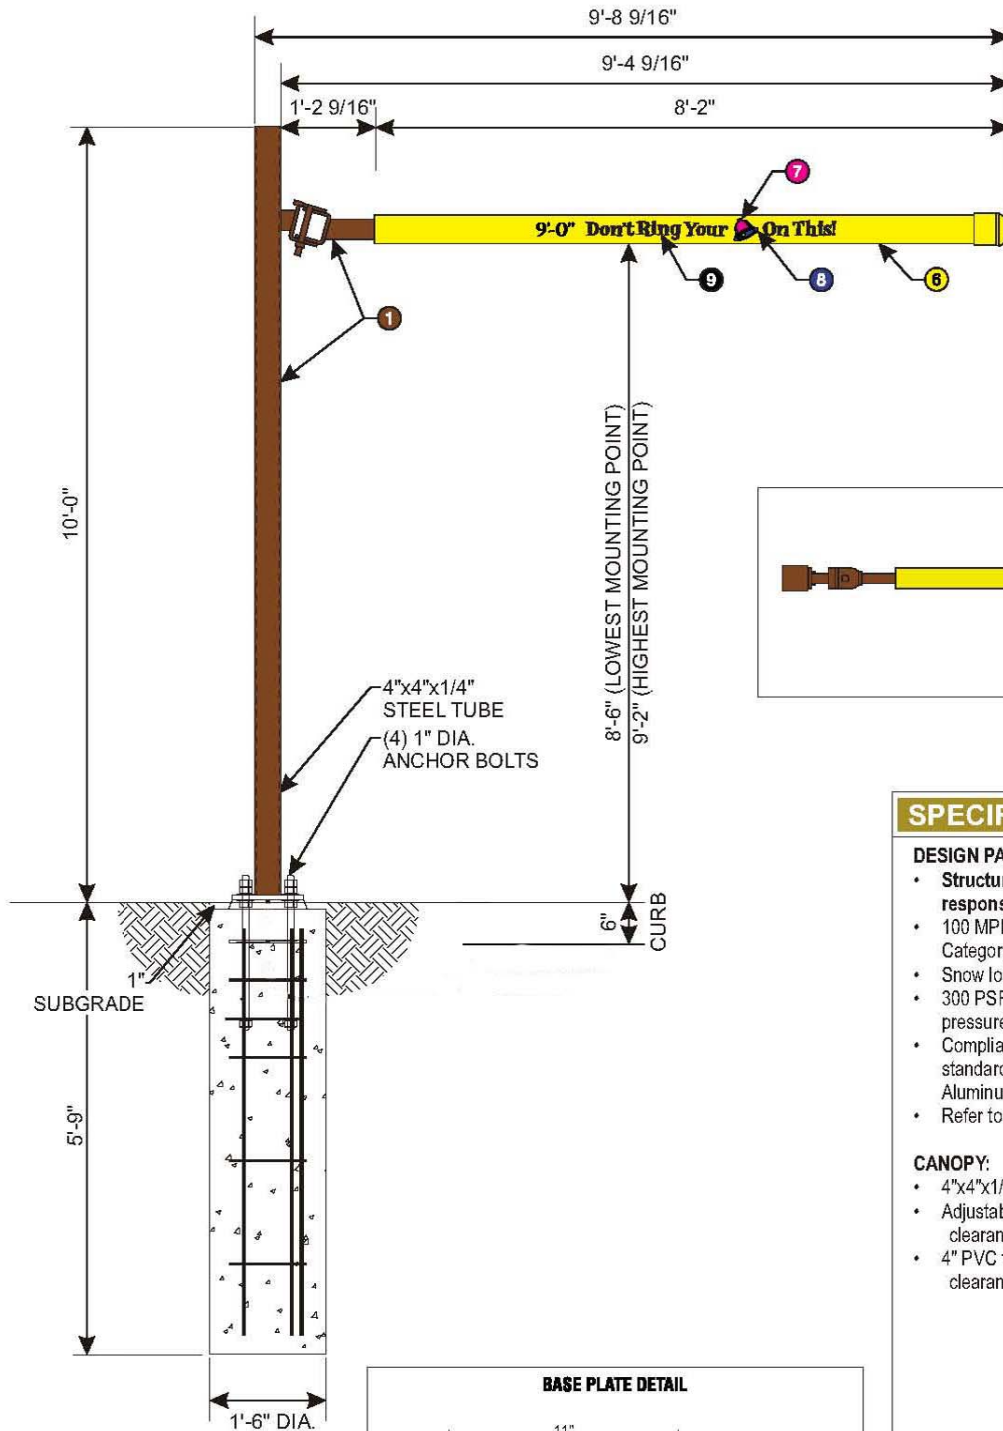 9'-8 9/16"
9'-4 9/16"
1'-2 9/16"
8'-2"
7
9'-0" Don't Ring Your On This!
9
8
6
1
10'-0"
8'-6" (LOWEST MOUNTING POINT)
9'-2" (HIGHEST MOUNTING POINT)
4"x4"x1/4"
STEEL TUBE
(4) 1" DIA.
ANCHOR BOLTS
6"
CURB
1"
SUBGRADE
5'-9"
1'-6" DIA.
BASE PLATE DETAIL
11"
SPECIF
DESIGN PA
• Structur
respons
• 100 MPH
Categor
• Snow lo
• 300 PSF
pressure
• Complia
standard
Aluminu
• Refer to
CANOPY:
• 4"x4"x1/
• Adjustab
clearan
• 4" PVC
clearan